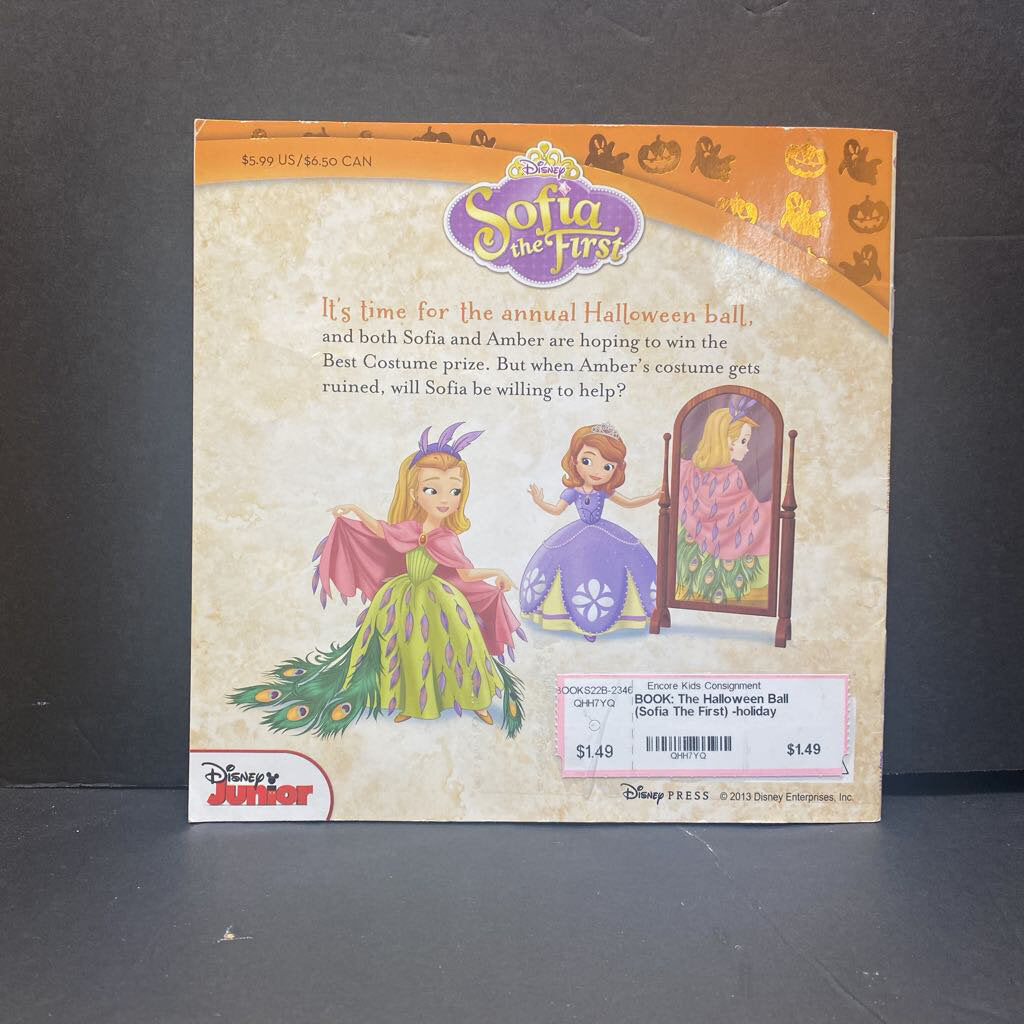 $5.99 US/$6.50 CAN
Disney
Sofia
the First
It's time for the annual Halloween ball,
and both Sofia and Amber are hoping to win the
Best Costume prize. But when Amber's costume gets
ruined, will Sofia be willing to help?
BOOKS22B-2346
QHH7YQ
$1.49
Encore Kids Consignment
BOOK: The Halloween Ball
(Sofia The First) -holiday
QHH7YQ
$1.49
Disney
Junior
Disney PRESS © 2013 Disney Enterprises, Inc.